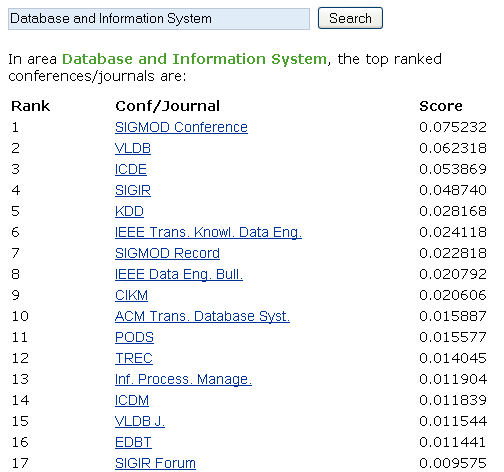 Database and Information System Search
In area Database and Information System, the top ranked
conferences/journals are:
Rank Conf/Journal Score
1 SIGMOD Conference 0.075232
2 VLDB 0.062318
3 ICDE 0.053869
4 SIGIR 0.048740
5 KDD 0.028168
6 IEEE Trans. Knowl. Data Eng. 0.024118
7 SIGMOD Record 0.022818
8 IEEE Data Eng. Bull. 0.020792
9 CIKM 0.020606
10 ACM Trans. Database Syst. 0.015887
11 PODS 0.015577
12 TREC 0.014045
13 Inf. Process. Manage. 0.011904
14 ICDM 0.011839
15 VLDB J. 0.011544
16 EDBT 0.011441
17 SIGIR Forum 0.009575